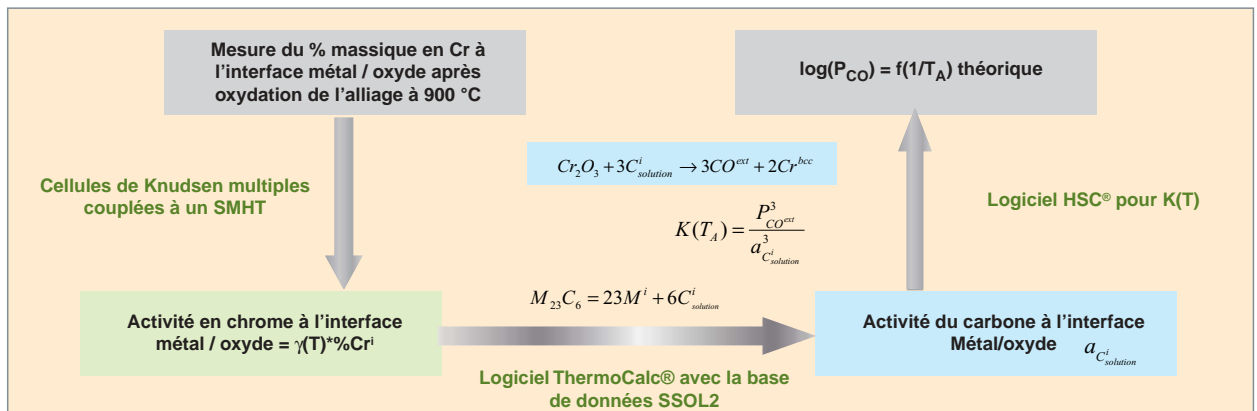 Mesure du % massique en Cr à
l'interface métal / oxyde après
oxydation de l'alliage à 900 °C
log(P_CO) = f(1/T_A) théorique
Cr₂O₃ + 3C^i_solution → 3CO^ext + 2Cr^bcc
Cellules de Knudsen multiples
couplées à un SMHT
Logiciel HSC® pour K(T)
K(T_A) = P^3_CO^ext / a^3_C^i_solution
M₂₃C₆ = 23M^i + 6C^i_solution
Activité en chrome à l'interface
métal / oxyde = γ(T)*%Cr^i
Activité du carbone à l'interface
Métal/oxyde a_C^i_solution
Logiciel ThermoCalc® avec la base
de données SSOL2